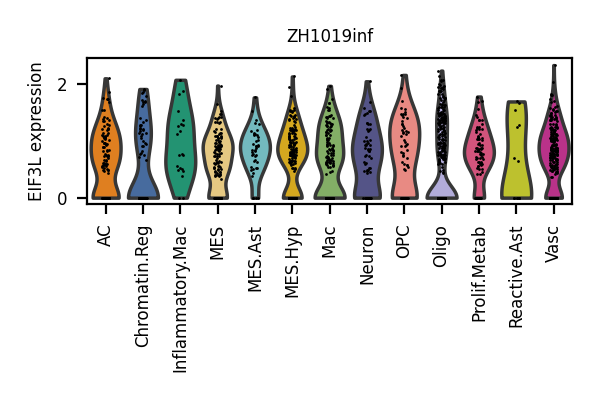 ZH1019inf
EIF3L expression
2
0
AC
Chromatin.Reg
Inflammatory.Mac
MES
MES.Ast
MES.Hyp
Mac
Neuron
OPC
Oligo
Prolif.Metab
Reactive.Ast
Vasc